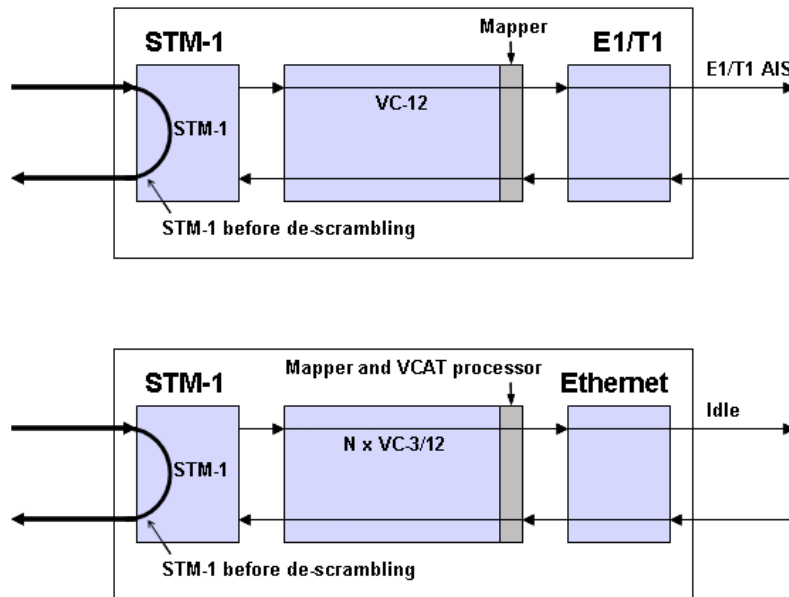 Mapper
STM-1
E1/T1
E1/T1 AIS
VC-12
STM-1
STM-1 before de-scrambling
Mapper and VCAT processor
STM-1
Ethernet
Idle
N x VC-3/12
STM-1
STM-1 before de-scrambling